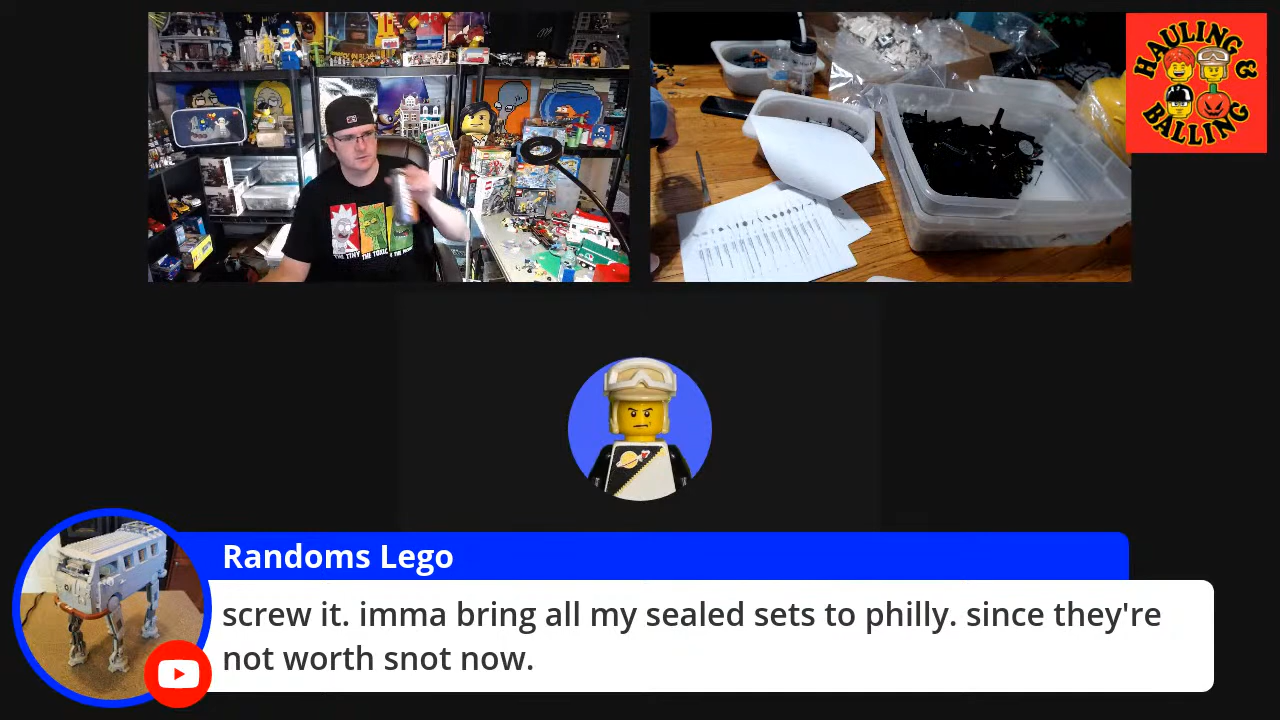 HAULING &
BALLING
Randoms Lego
screw it. imma bring all my sealed sets to philly. since they're
not worth snot now.